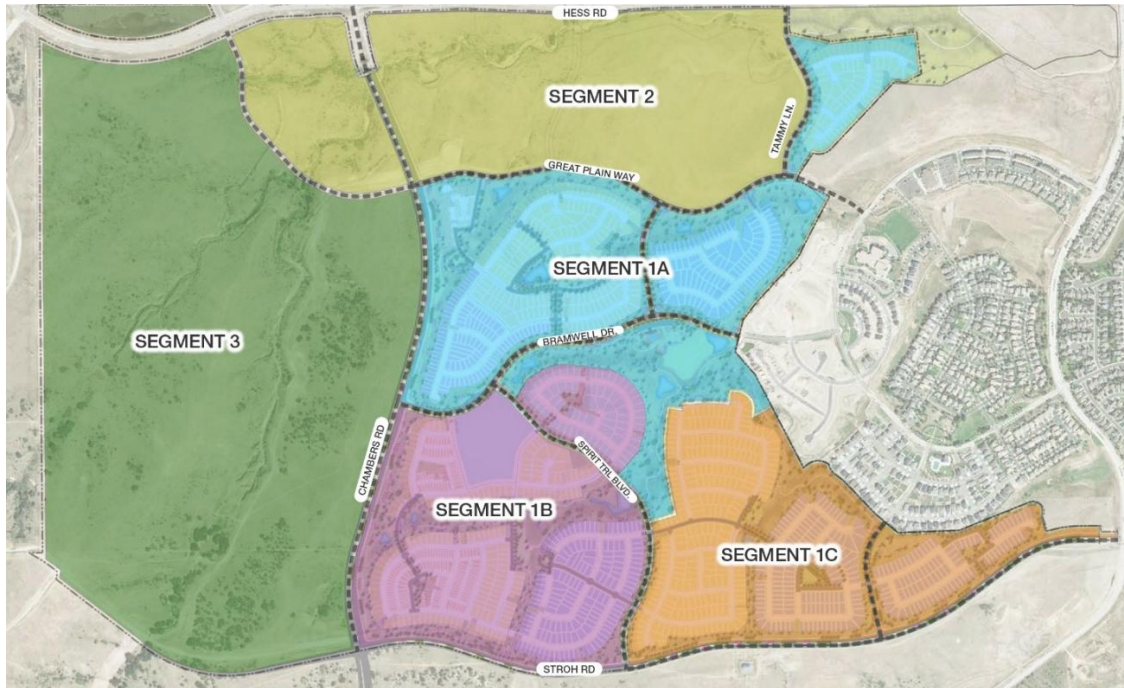 HESS RD
SEGMENT 2
TAMMY LN.
GREAT PLAIN WAY
SEGMENT 1A
BRAMWELL DR.
SEGMENT 3
CHAMBERS RD
SPIRIT TRL BLVD.
SEGMENT 1B
SEGMENT 1C
STROH RD